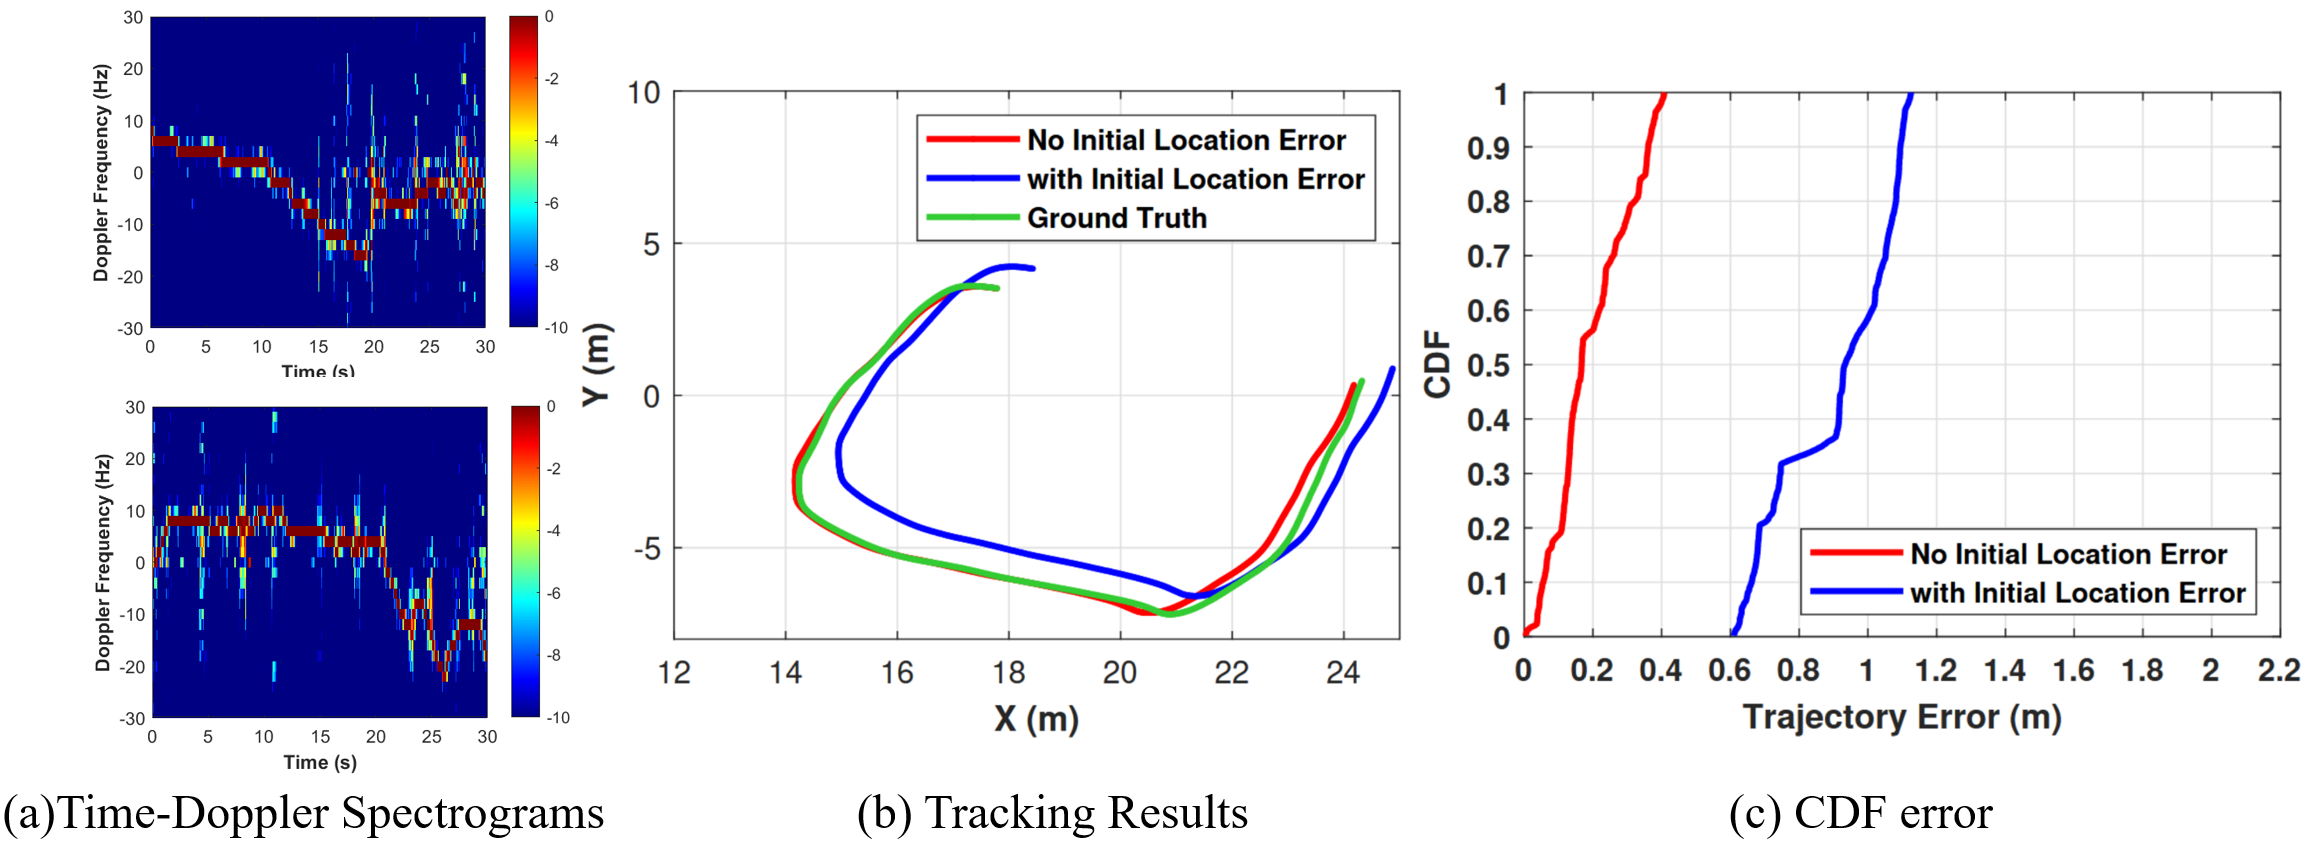 30
20
10
0
-10
-20
-30
0 5 10 15 20 25 30
Doppler Frequency (Hz)
Time (s)
0
-2
-4
-6
-8
-10
30
20
10
0
-10
-20
-30
0 5 10 15 20 25 30
Doppler Frequency (Hz)
Time (s)
0
-2
-4
-6
-8
-10
(a)Time-Doppler Spectrograms
10
5
0
-5
12 14 16 18 20 22 24
Y (m)
X (m)
No Initial Location Error
with Initial Location Error
Ground Truth
(b) Tracking Results
1
0.9
0.8
0.7
0.6
0.5
0.4
0.3
0.2
0.1
0
0 0.2 0.4 0.6 0.8 1 1.2 1.4 1.6 1.8 2 2.2
CDF
Trajectory Error (m)
No Initial Location Error
with Initial Location Error
(c) CDF error